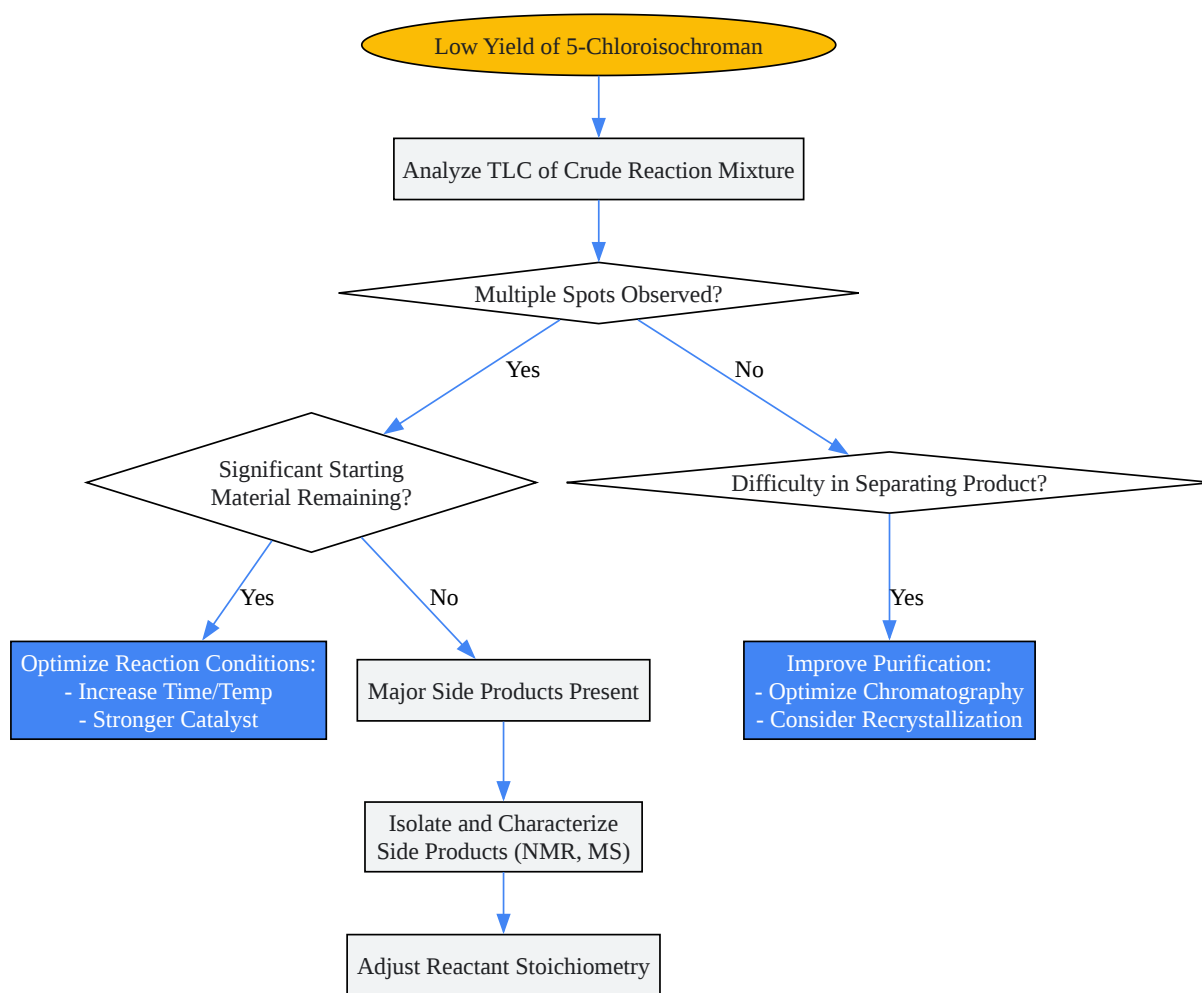 Low Yield of 5-Chloroisochroman
Analyze TLC of Crude Reaction Mixture
Multiple Spots Observed?
Yes
No
Significant Starting
Material Remaining?
Difficulty in Separating Product?
Yes
No
Yes
Optimize Reaction Conditions:
- Increase Time/Temp
- Stronger Catalyst
Major Side Products Present
Improve Purification:
- Optimize Chromatography
- Consider Recrystallization
Isolate and Characterize
Side Products (NMR, MS)
Adjust Reactant Stoichiometry